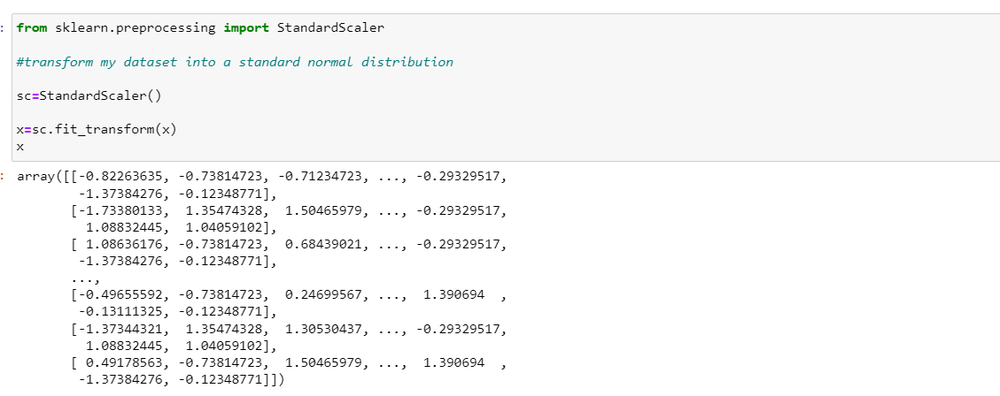 : from sklearn.preprocessing import StandardScaler
#transform my dataset into a standard normal distribution
sc=StandardScaler()
x=sc.fit_transform(x)
x
: array([[-0.82263635, -0.73814723, -0.71234723, ..., -0.29329517,
-1.37384276, -0.12348771],
[-1.73380133,  1.35474328,  1.50465979, ..., -0.29329517,
1.08832445,  1.04059102],
[ 1.08636176, -0.73814723,  0.68439021, ..., -0.29329517,
-1.37384276, -0.12348771],
...,
[-0.49655592, -0.73814723,  0.24699567, ...,  1.390694  ,
-0.13111325, -0.12348771],
[-1.37344321,  1.35474328,  1.30530437, ..., -0.29329517,
1.08832445,  1.04059102],
[ 0.49178563, -0.73814723,  1.50465979, ...,  1.390694  ,
-1.37384276, -0.12348771]])